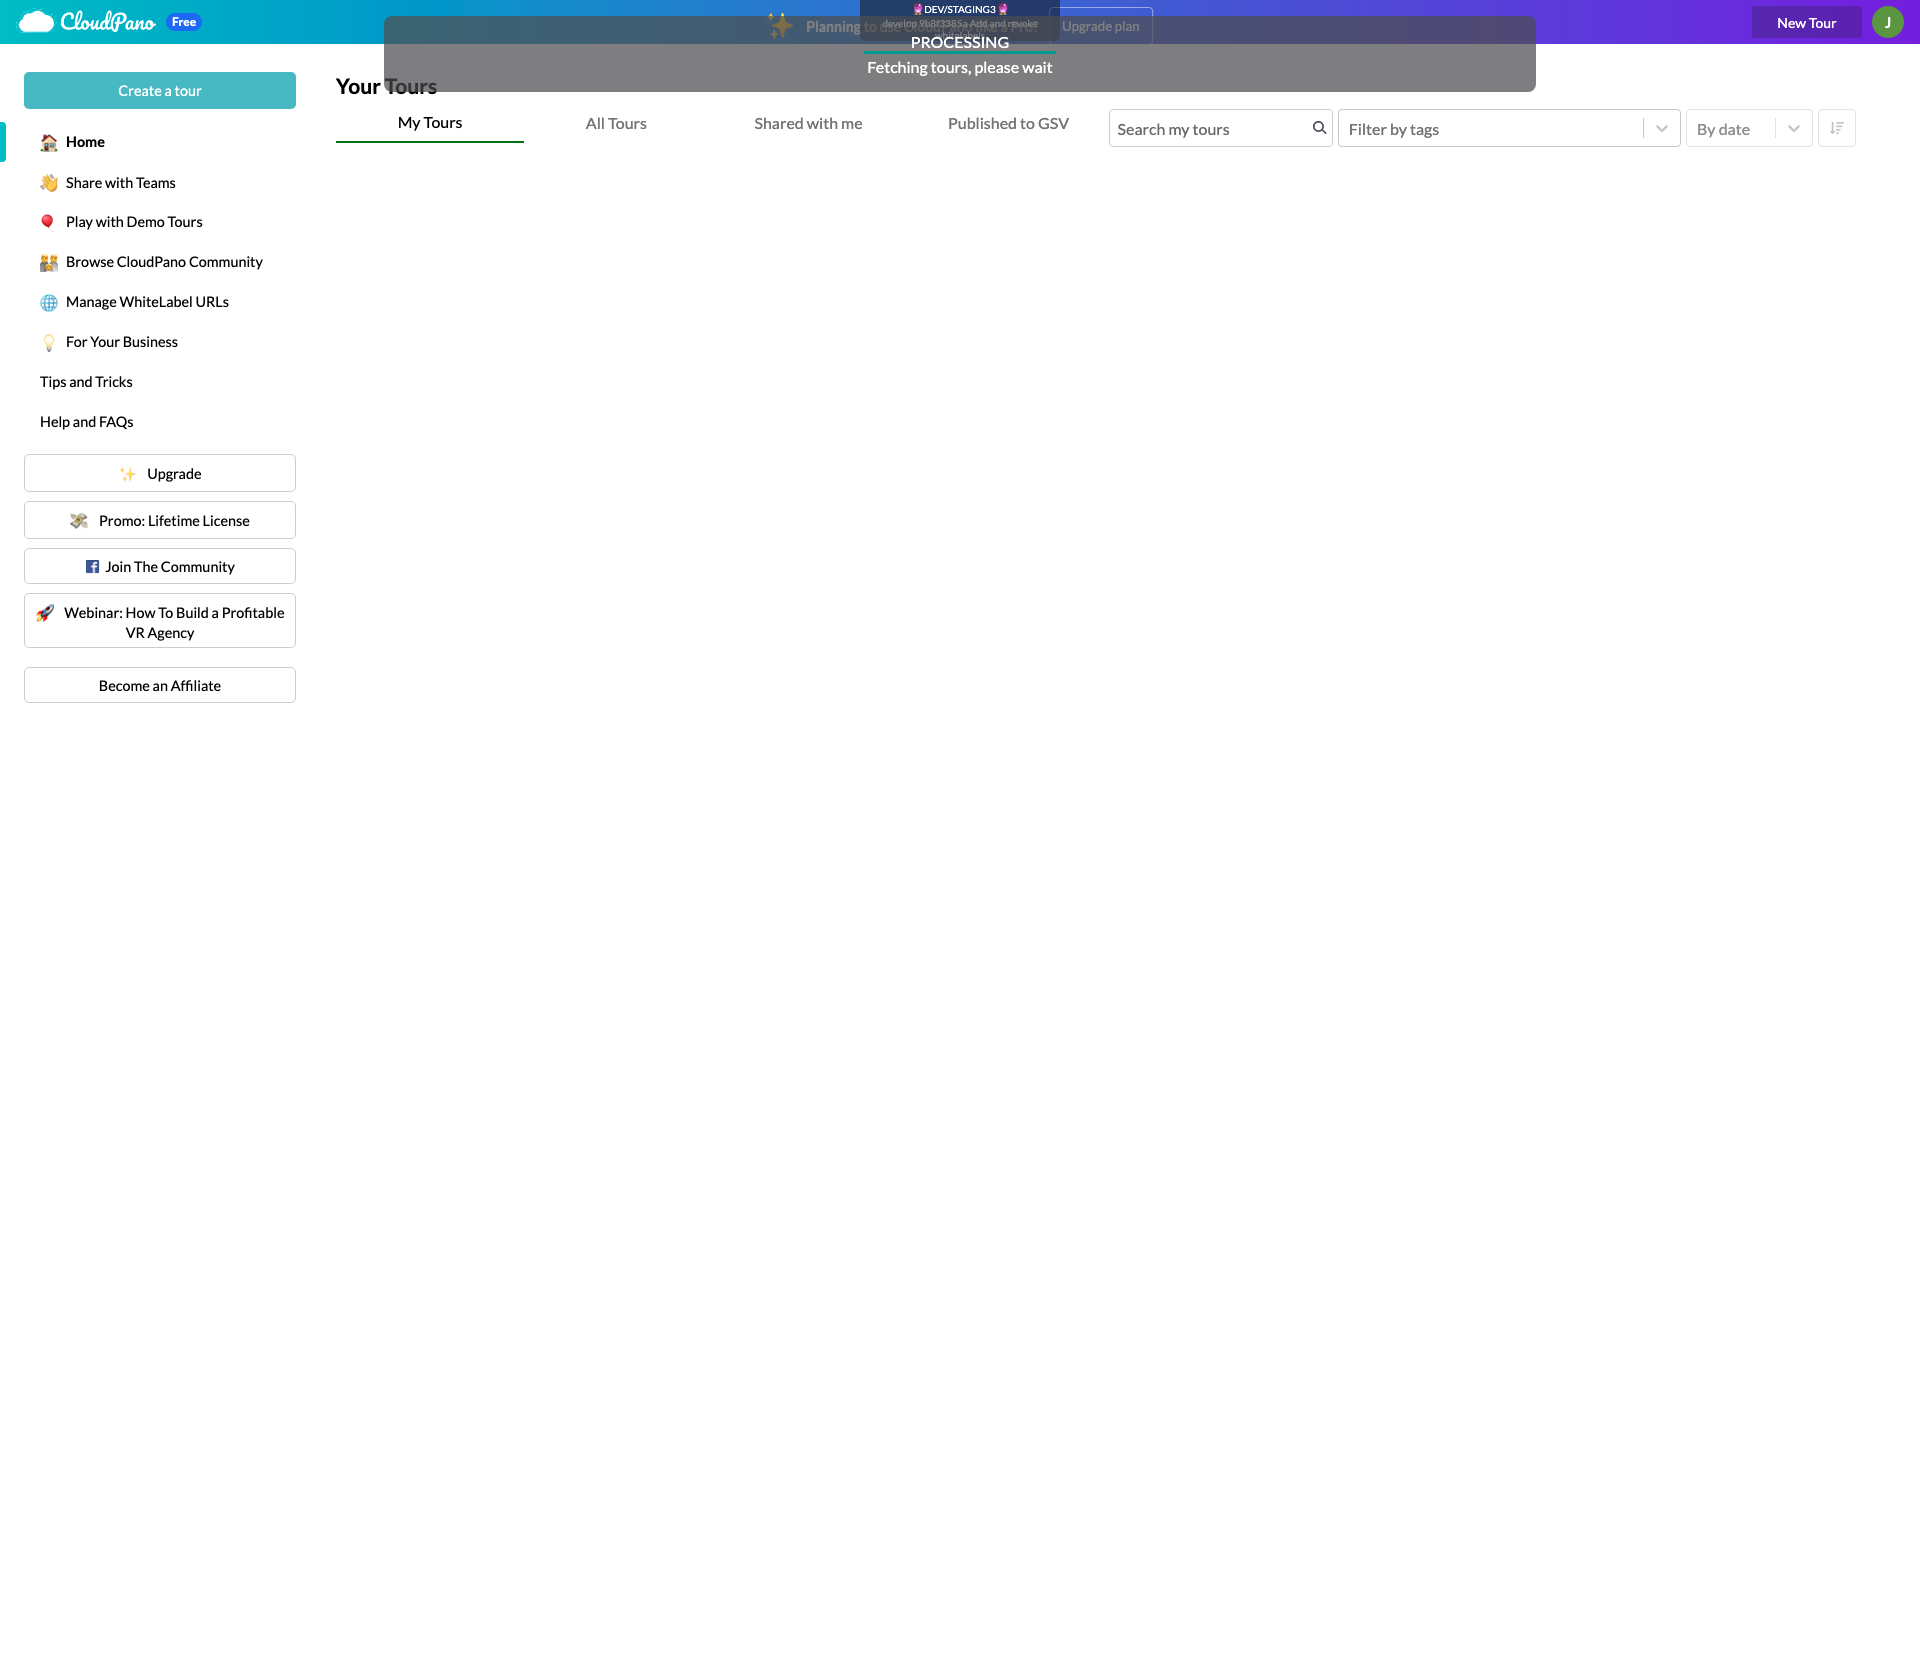 CloudPano Free
DEV/STAGING3
develop 9b8f3385a Add and revoke
Planning to
Upgrade plan
New Tour
J
PROCESSING
Fetching tours, please wait
Create a tour
Your Tours
My Tours
All Tours
Shared with me
Published to GSV
Search my tours
Filter by tags
By date
Home
Share with Teams
Play with Demo Tours
Browse CloudPano Community
Manage WhiteLabel URLs
For Your Business
Tips and Tricks
Help and FAQs
Upgrade
Promo: Lifetime License
Join The Community
Webinar: How To Build a Profitable
VR Agency
Become an Affiliate